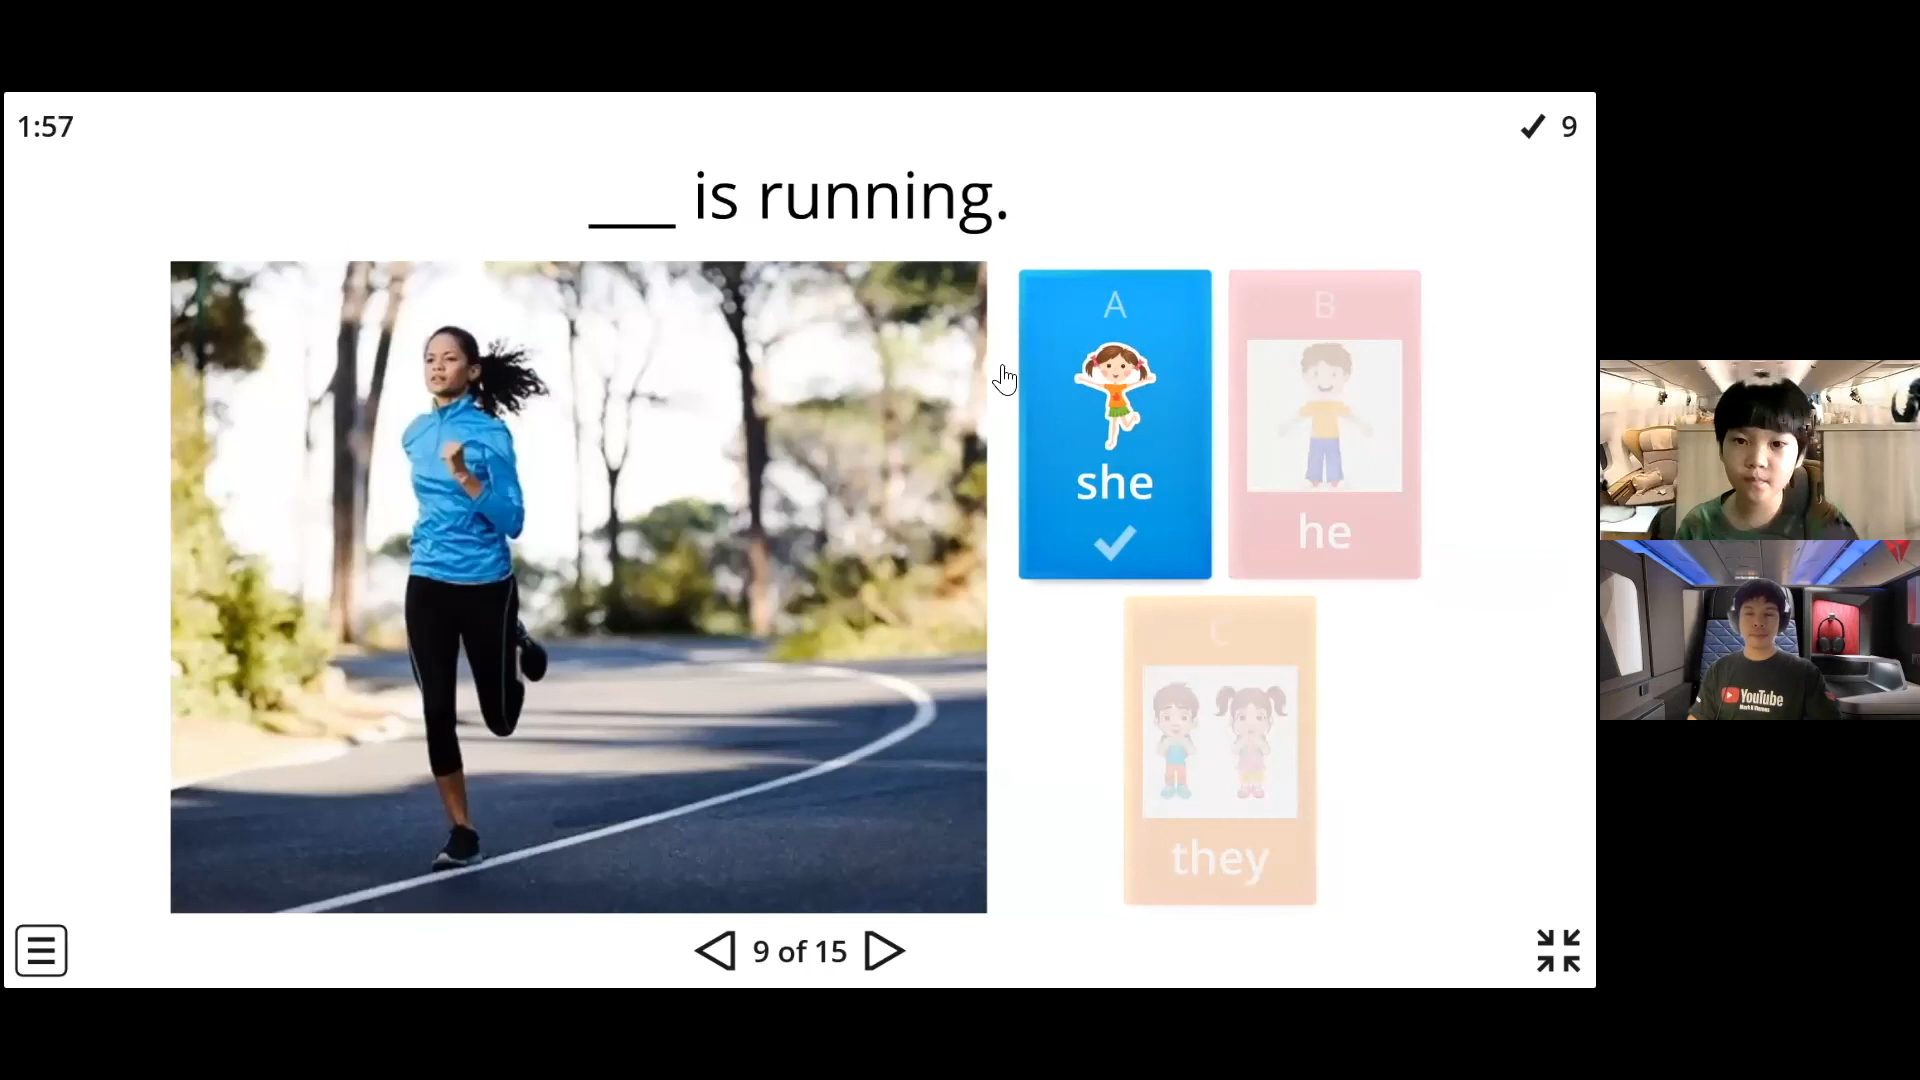 1:57
9
___ is running.
A
she
B
he
C
they
9 of 15
YouTube